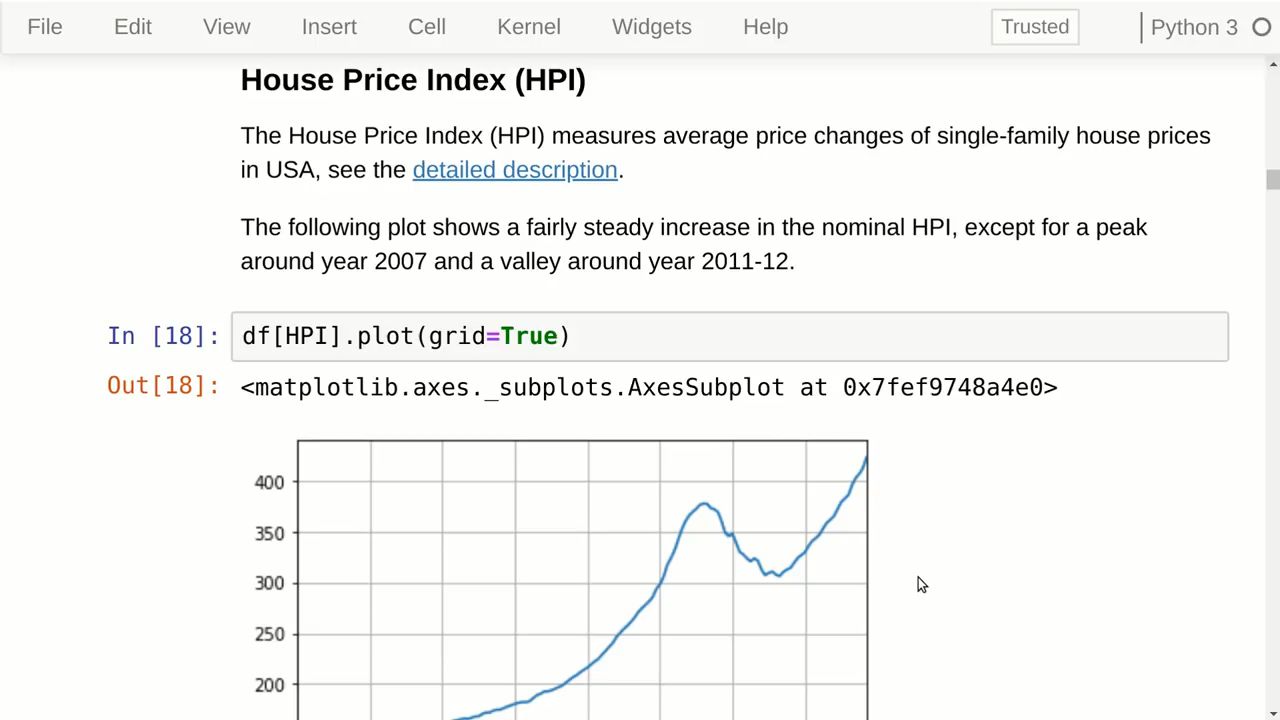 File Edit View Insert Cell Kernel Widgets Help Trusted Python 3
House Price Index (HPI)
The House Price Index (HPI) measures average price changes of single-family house prices
in USA, see the detailed description.
The following plot shows a fairly steady increase in the nominal HPI, except for a peak
around year 2007 and a valley around year 2011-12.
In [18]: df[HPI].plot(grid=True)
Out[18]: <matplotlib.axes._subplots.AxesSubplot at 0x7fef9748a4e0>
400
350
300
250
200